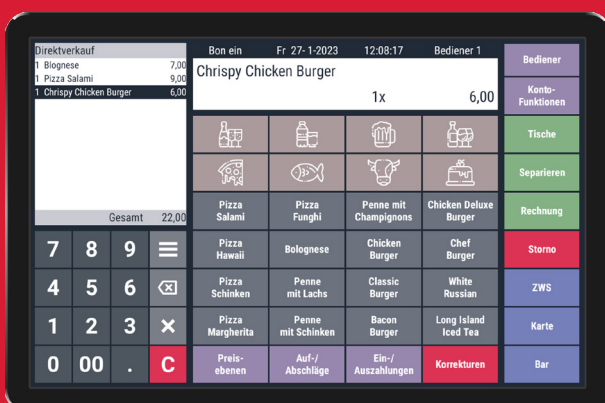 Direktverkauf
1 Blognese 7,00
1 Pizza Salami 9,00
1 Chrispy Chicken Burger 6,00
Gesamt 22,00
Bon ein Fr 27-1-2023 12:08:17 Bediener 1
Chrispy Chicken Burger
1x 6,00
Pizza Salami
Pizza Funghi
Penne mit Champignons
Chicken Deluxe Burger
Pizza Hawaii
Bolognese
Chicken Burger
Chef Burger
Pizza Schinken
Penne mit Lachs
Classic Burger
White Russian
Pizza Margherita
Penne mit Schinken
Bacon Burger
Long Island Iced Tea
Preis-
ebenen
Auf-/
Abschläge
Ein-/
Auszahlungen
Korrekturen
7 8 9
4 5 6
1 2 3 ×
0 00 . C
Bediener
Konto-
Funktionen
Tische
Separieren
Rechnung
Storno
ZWS
Karte
Bar